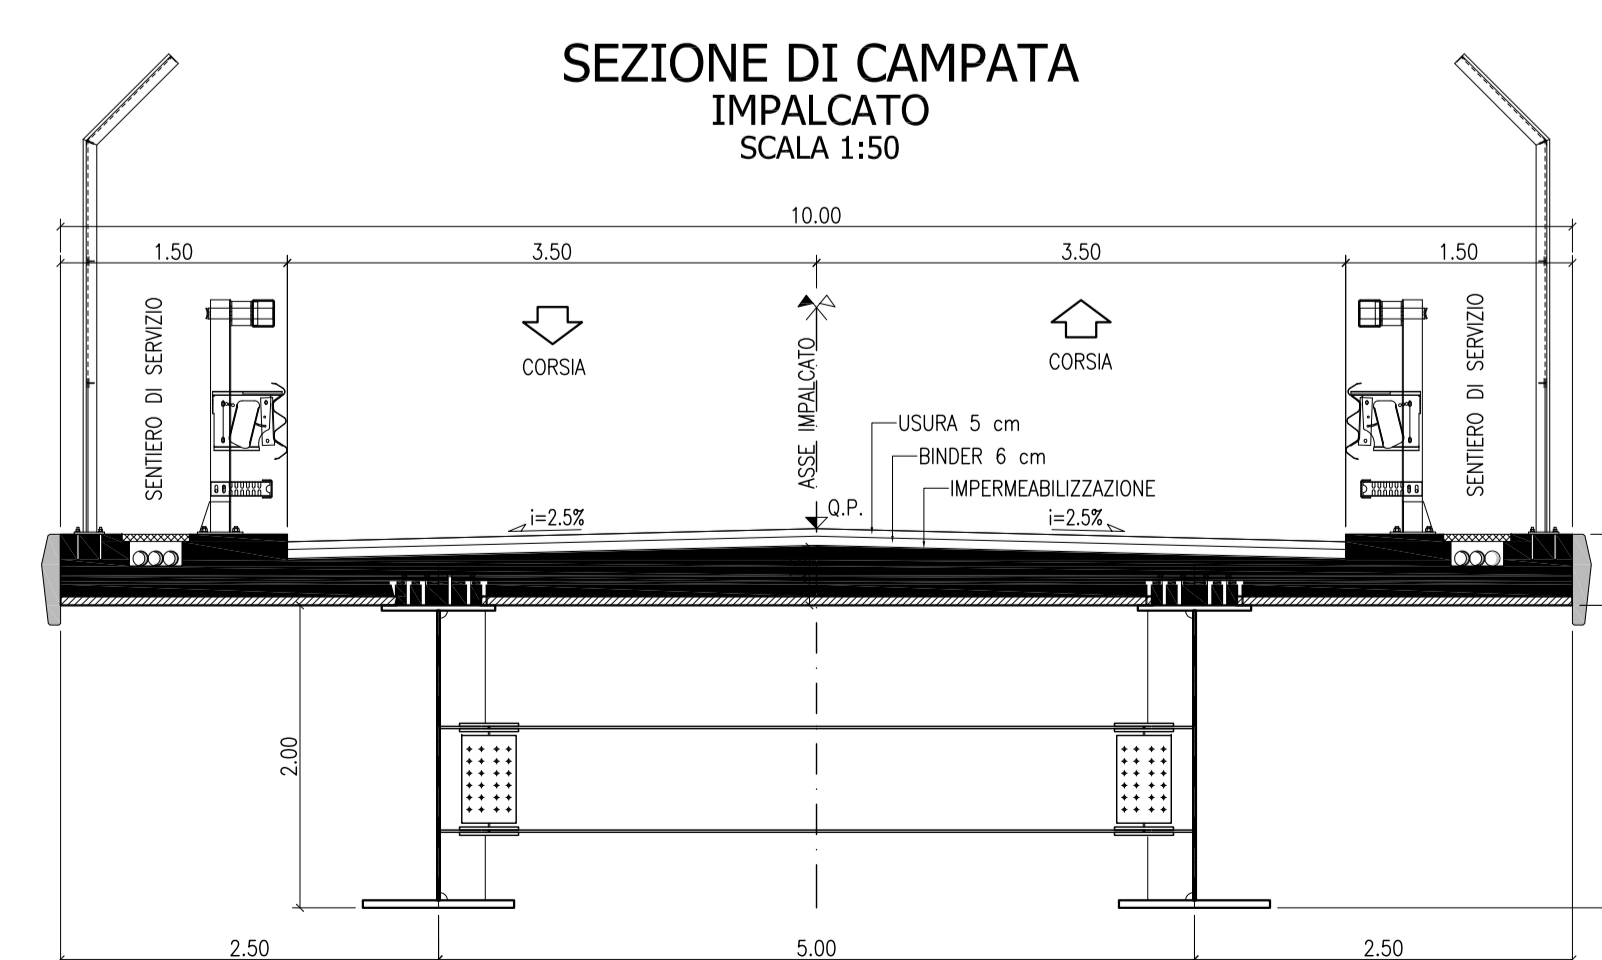 SEZIONE DI CAMPATA
IMPALCATO
SCALA 1:50
10.00
1.50
3.50
3.50
1.50
SENTIERO DI SERVIZIO
CORSIA
ASSE IMPALCATO
CORSIA
SENTIERO DI SERVIZIO
USURA 5 cm
BINDER 6 cm
IMPERMEABILIZZAZIONE
Q.P.
i=2.5%
i=2.5%
2.00
2.50
5.00
2.50